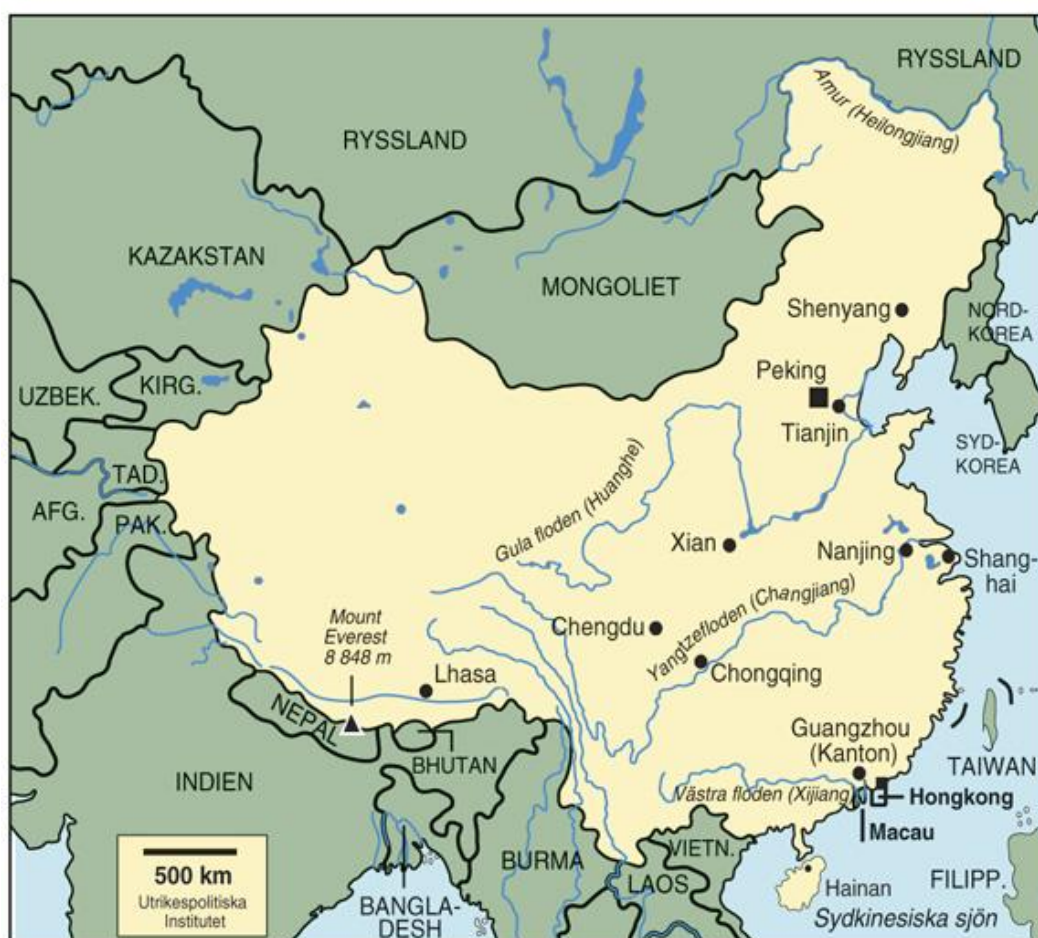 RYSSLAND
Amur (Heilongjiang)
RYSSLAND
KAZAKSTAN
MONGOLIET
Shenyang
NORD-
KOREA
UZBEK.
KIRG.
Peking
Tianjin
SYD-
KOREA
TAD.
AFG.
PAK.
Gula floden (Huanghe)
Xian
Nanjing
Shang-
hai
Yangtzefloden (Changjiang)
Mount
Everest
8 848 m
Chengdu
Lhasa
Chongqing
NEPAL
Guangzhou
(Kanton)
BHUTAN
TAIWAN
INDIEN
Västra floden (Xijiang)
Hongkong
Macau
BURMA
VIETN.
LAOS
Hainan
FILIPP.
500 km
Utrikespolitiska
Institutet
BANGLA-
DESH
Sydkinesiska sjön